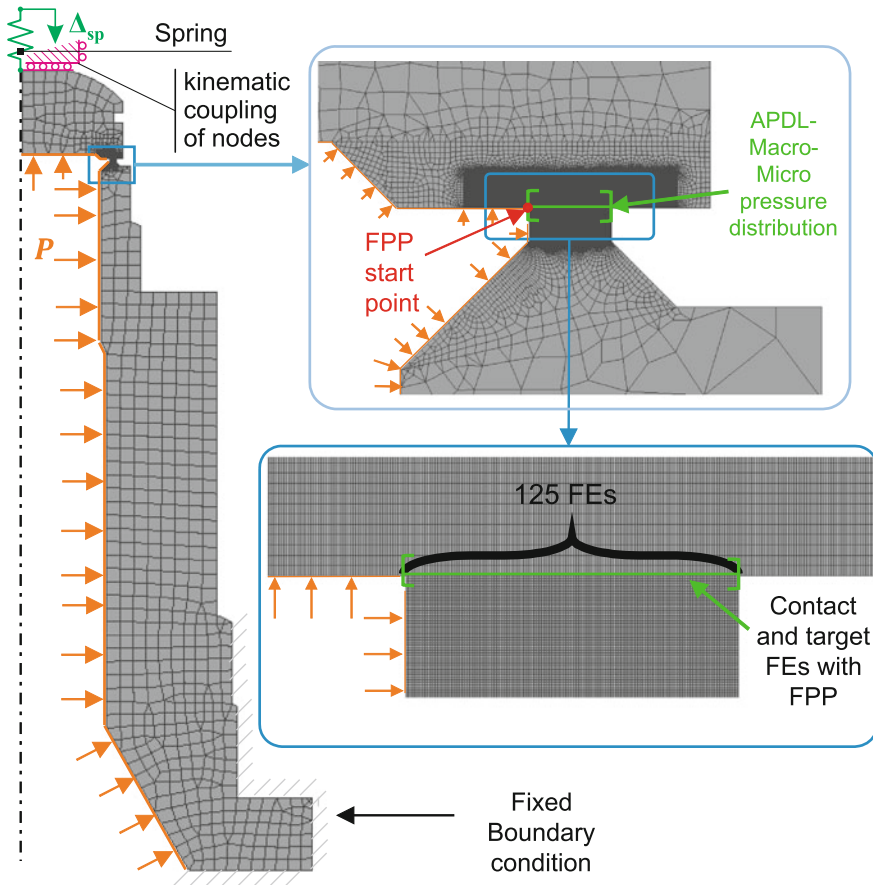 Δsp
Spring
kinematic
coupling
of nodes
P
APDL-
Macro-
Micro
pressure
distribution
FPP
start
point
125 FEs
Contact
and target
FEs with
FPP
Fixed
Boundary
condition